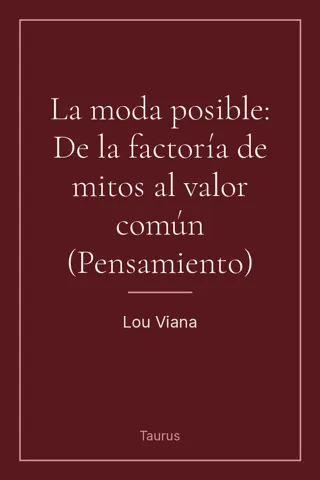 La moda posible:
De la factoría de
mitos al valor
común
(Pensamiento)
Lou Viana
Taurus